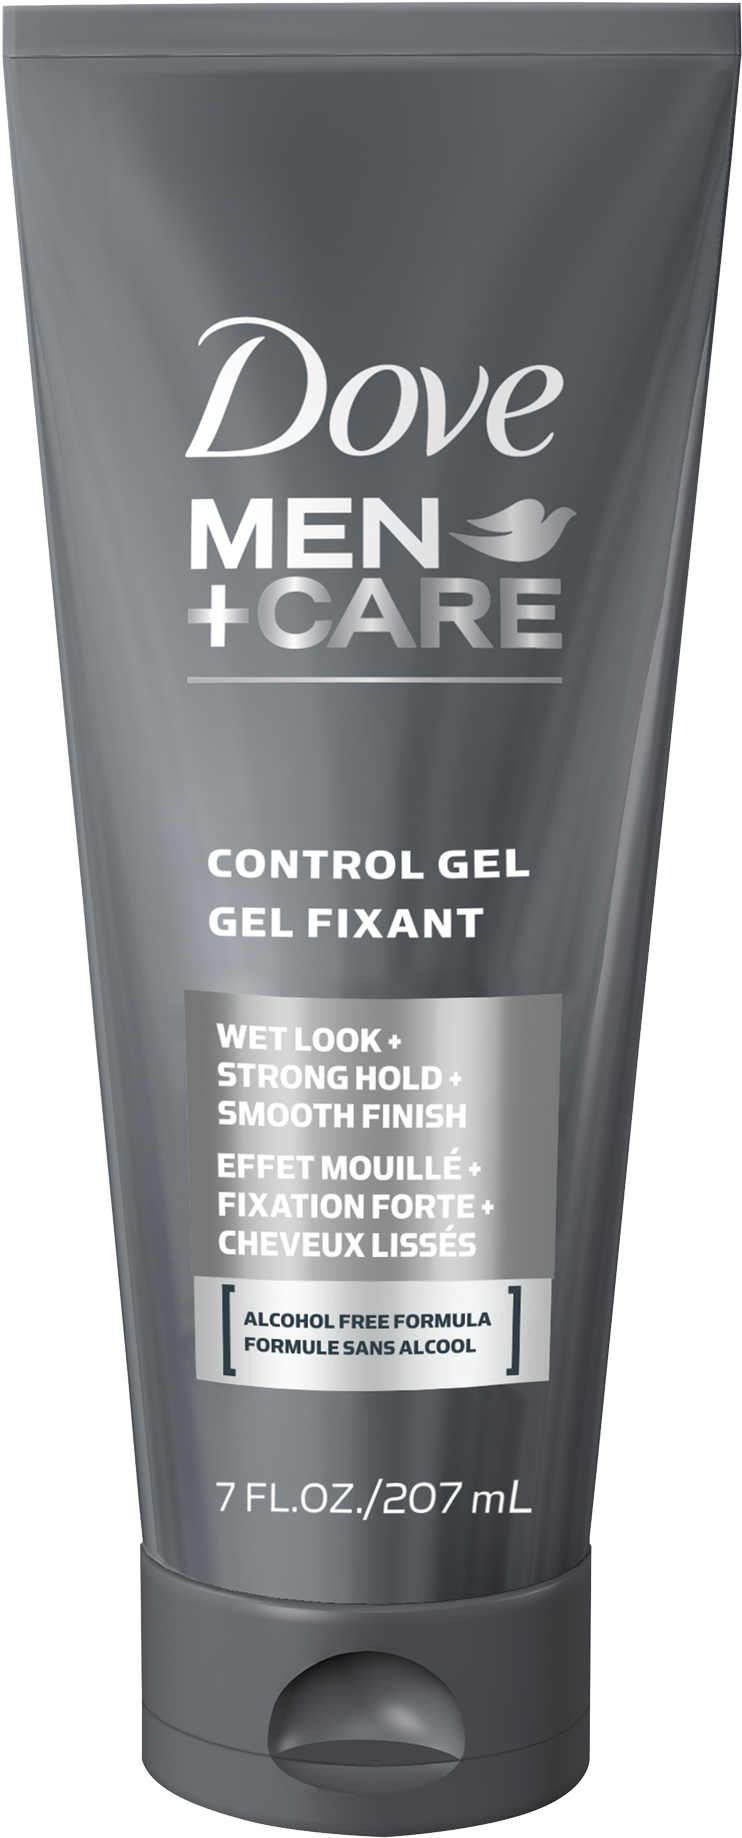 Dove
MEN
+CARE
CONTROL GEL
GEL FIXANT
WET LOOK +
STRONG HOLD +
SMOOTH FINISH
EFFET MOUILLÉ +
FIXATION FORTE +
CHEVEUX LISSÉS
[ALCOHOL FREE FORMULA
FORMULE SANS ALCOOL]
7 FL.OZ./207 mL